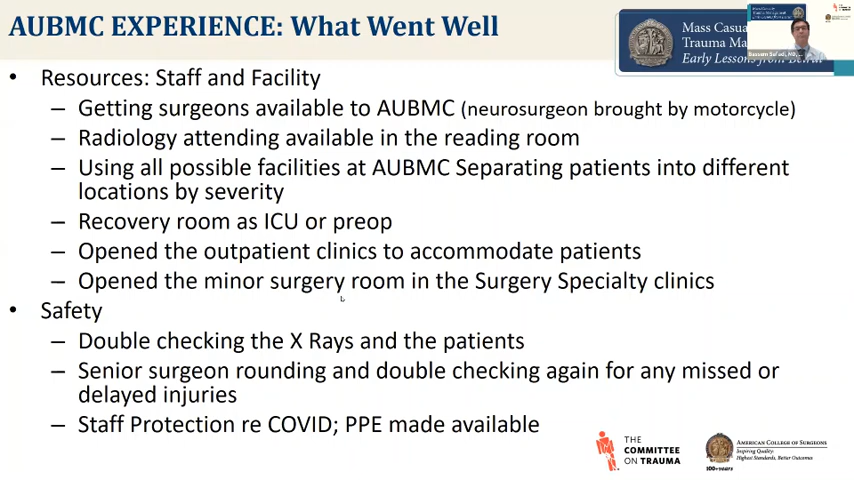 AUBMC EXPERIENCE: What Went Well
Mass Casua
Trauma Ma
Early Lessons from Beirut
• Resources: Staff and Facility
– Getting surgeons available to AUBMC (neurosurgeon brought by motorcycle)
– Radiology attending available in the reading room
– Using all possible facilities at AUBMC Separating patients into different
locations by severity
– Recovery room as ICU or preop
– Opened the outpatient clinics to accommodate patients
– Opened the minor surgery room in the Surgery Specialty clinics
• Safety
– Double checking the X Rays and the patients
– Senior surgeon rounding and double checking again for any missed or
delayed injuries
– Staff Protection re COVID; PPE made available
THE
COMMITTEE
ON TRAUMA
AMERICAN COLLEGE OF SURGEONS
Inspiring Quality:
Highest Standards, Better Outcomes
100+years